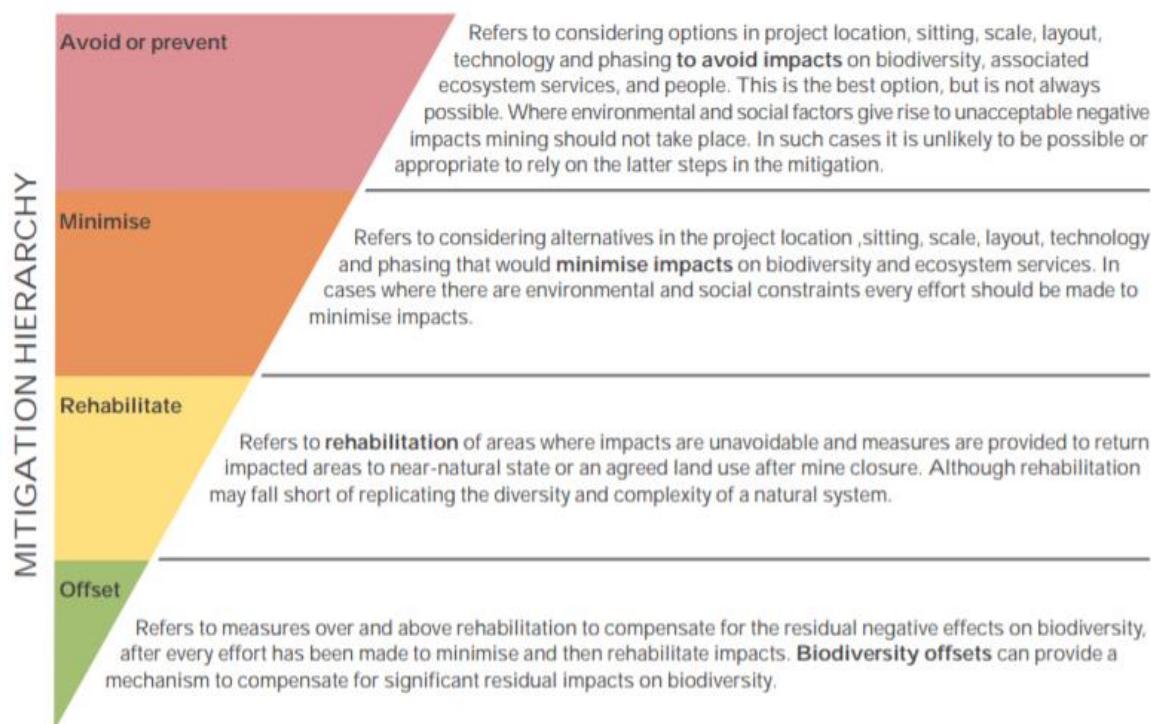 MITIGATION HIERARCHY
Avoid or prevent
Refers to considering options in project location, sitting, scale, layout,
technology and phasing to avoid impacts on biodiversity, associated
ecosystem services, and people. This is the best option, but is not always
possible. Where environmental and social factors give rise to unacceptable negative
impacts mining should not take place. In such cases it is unlikely to be possible or
appropriate to rely on the latter steps in the mitigation.
Minimise
Refers to considering alternatives in the project location ,sitting, scale, layout, technology
and phasing that would minimise impacts on biodiversity and ecosystem services. In
cases where there are environmental and social constraints every effort should be made to
minimise impacts.
Rehabilitate
Refers to rehabilitation of areas where impacts are unavoidable and measures are provided to return
impacted areas to near-natural state or an agreed land use after mine closure. Although rehabilitation
may fall short of replicating the diversity and complexity of a natural system.
Offset
Refers to measures over and above rehabilitation to compensate for the residual negative effects on biodiversity,
after every effort has been made to minimise and then rehabilitate impacts. Biodiversity offsets can provide a
mechanism to compensate for significant residual impacts on biodiversity.